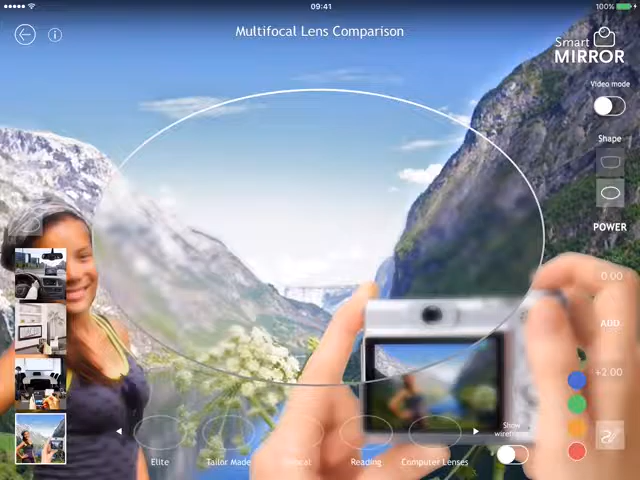 09:41
100%
Multifocal Lens Comparison
Smart
MIRROR
Video mode
Shape
POWER
0.00
ADD
+2.00
Show
wireframe
Elite
Tailor Made
Reading
Computer Lenses